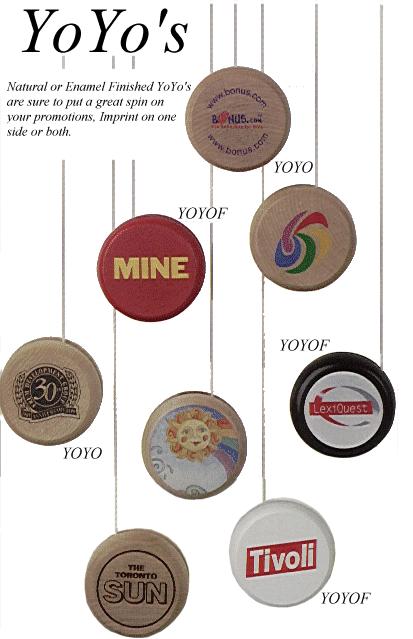 YoYo's
Natural or Enamel Finished YoYo's
are sure to put a great spin on
your promotions, Imprint on one
side or both.
www.bonus.com
BONUS.com
www.bonus.com
YOYO
YOYOF
MINE
YOYOF
30
LexiQuest
YOYO
THE
TORONTO
SUN
Tivoli
YOYOF